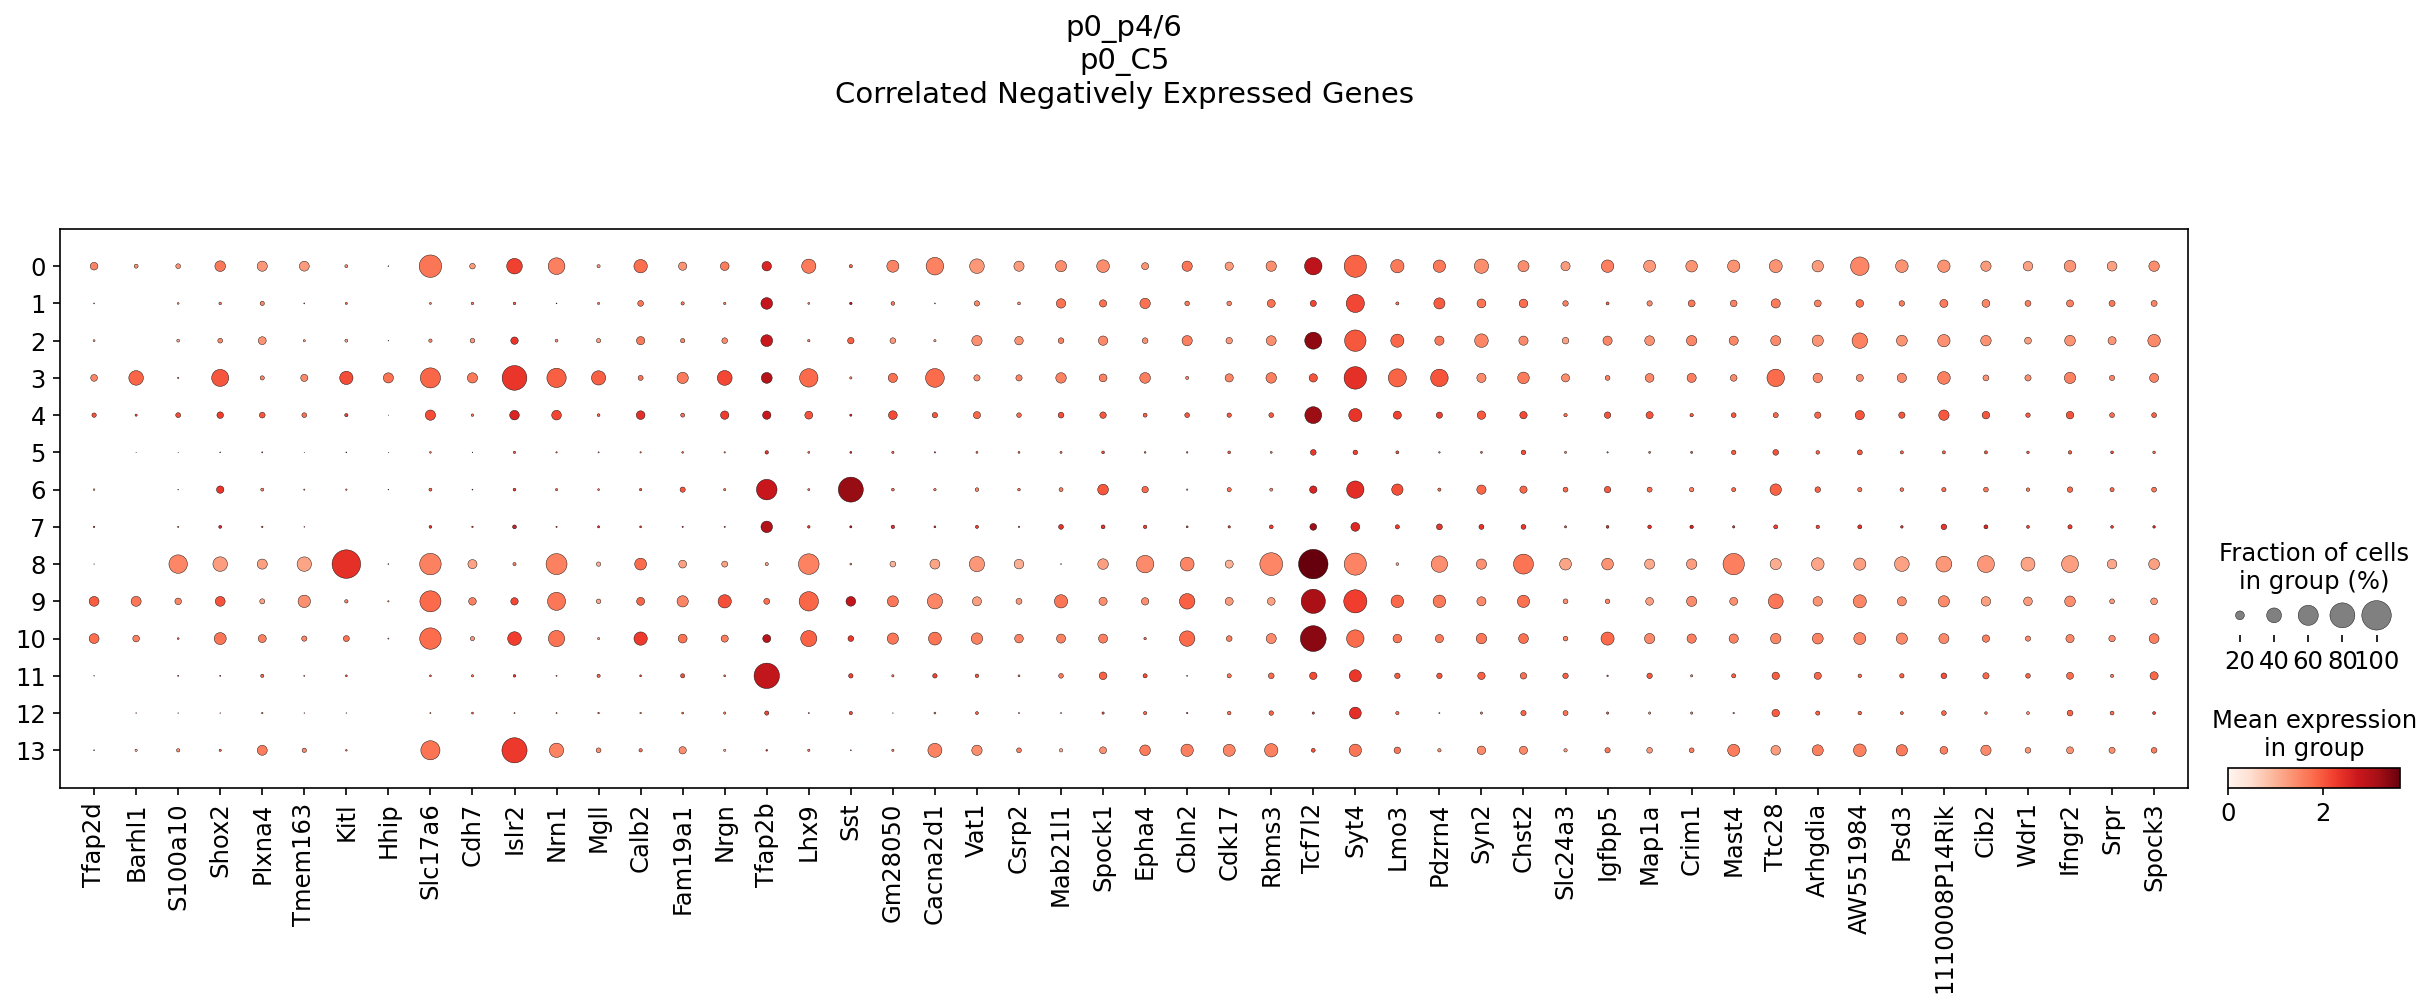 p0_p4/6
p0_C5
Correlated Negatively Expressed Genes
0
1
2
3
4
5
6
7
8
9
10
11
12
13
Tfap2d
Barhl1
S100a10
Shox2
Plxna4
Tmem163
Kitl
Hhip
Slc17a6
Cdh7
Islr2
Nrn1
Mgll
Calb2
Fam19a1
Nrgn
Tfap2b
Lhx9
Sst
Gm28050
Cacna2d1
Vat1
Csrp2
Mab21l1
Spock1
Epha4
Cbln2
Cdk17
Rbms3
Tcf7l2
Syt4
Lmo3
Pdzrn4
Syn2
Chst2
Slc24a3
Igfbp5
Map1a
Crim1
Mast4
Ttc28
Arhgdia
AW551984
Psd3
1110008P14Rik
Cib2
Wdr1
Ifngr2
Srpr
Spock3
Fraction of cells
in group (%)
20 40 60 80 100
Mean expression
in group
0 2